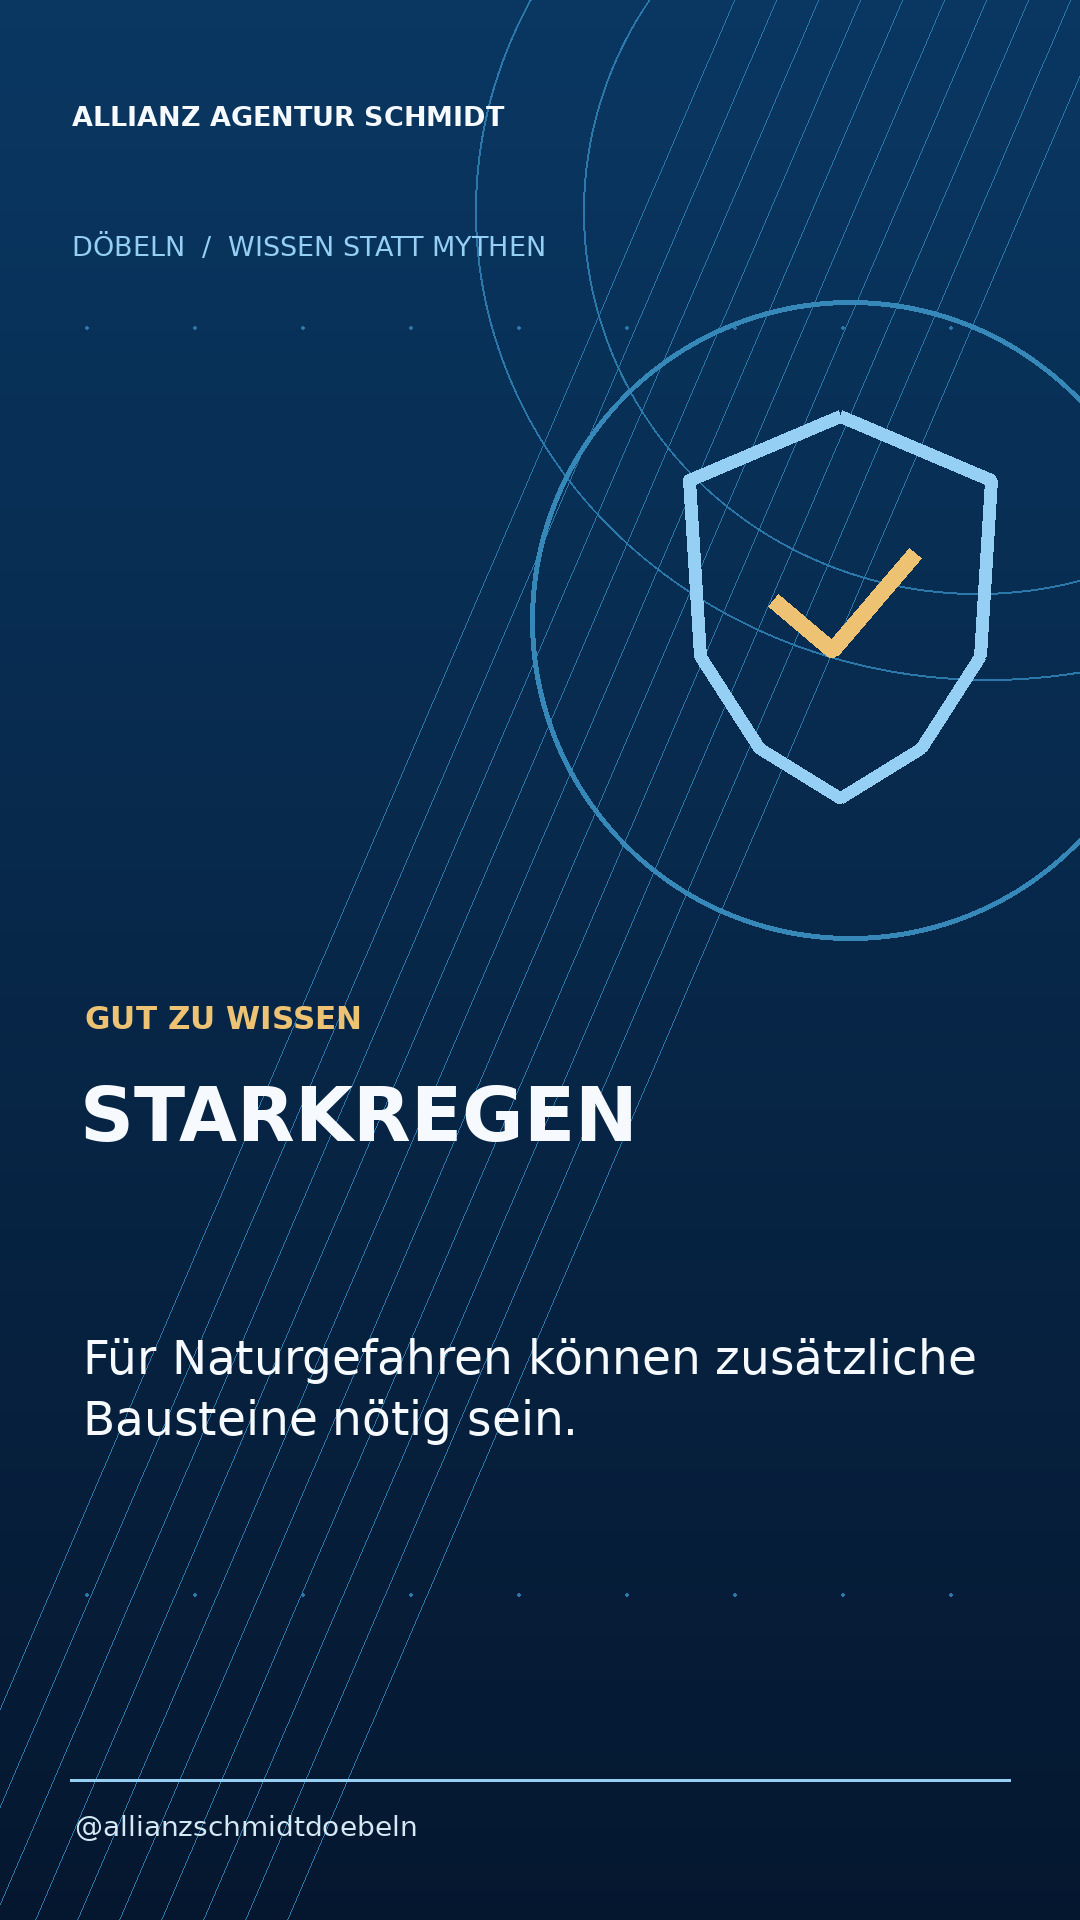 ALLIANZ AGENTUR SCHMIDT
DÖBELN / WISSEN STATT MYTHEN
GUT ZU WISSEN
STARKREGEN
Für Naturgefahren können zusätzliche
Bausteine nötig sein.
@allianzschmidtdoebeln